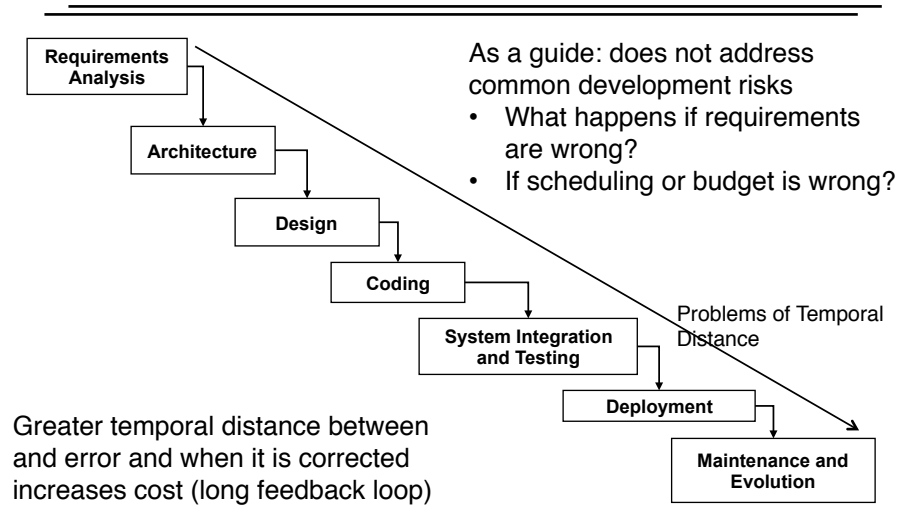 Requirements
Analysis
As a guide: does not address
common development risks
• What happens if requirements
are wrong?
• If scheduling or budget is wrong?
Architecture
Design
Coding
Problems of Temporal
Distance
System Integration
and Testing
Deployment
Greater temporal distance between
and error and when it is corrected
increases cost (long feedback loop)
Maintenance and
Evolution